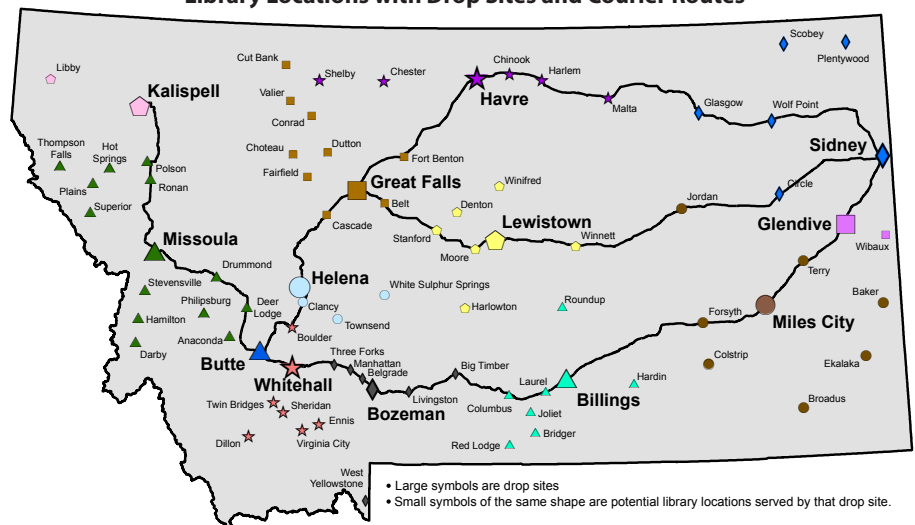 Library Locations with Drop Sites and Courier Routes
Scobey
Plentywood
Cut Bank
Libby
Shelby
Chester
Chinook
Harlem
Kalispell
Valier
Havre
Malta
Glasgow
Wolf Point
Conrad
Thompson
Falls
Hot
Springs
Choteau
Dutton
Fort Benton
Sidney
Polson
Fairfield
Great Falls
Winifred
Plains
Ronan
Circle
Superior
Belt
Denton
Jordan
Cascade
Lewistown
Glendive
Stanford
Moore
Winnett
Wibaux
Missoula
Drummond
Helena
Terry
Stevensville
White Sulphur Springs
Baker
Philipsburg
Deer
Lodge
Clancy
Harlowton
Roundup
Forsyth
Miles City
Hamilton
Townsend
Anaconda
Boulder
Darby
Butte
Three Forks
Manhattan
Belgrade
Big Timber
Colstrip
Ekalaka
Whitehall
Laurel
Hardin
Livingston
Billings
Twin Bridges
Sheridan
Bozeman
Columbus
Joliet
Broadus
Ennis
Virginia City
Dillon
Bridger
Red Lodge
West
Yellowstone
• Large symbols are drop sites
• Small symbols of the same shape are potential library locations served by that drop site.